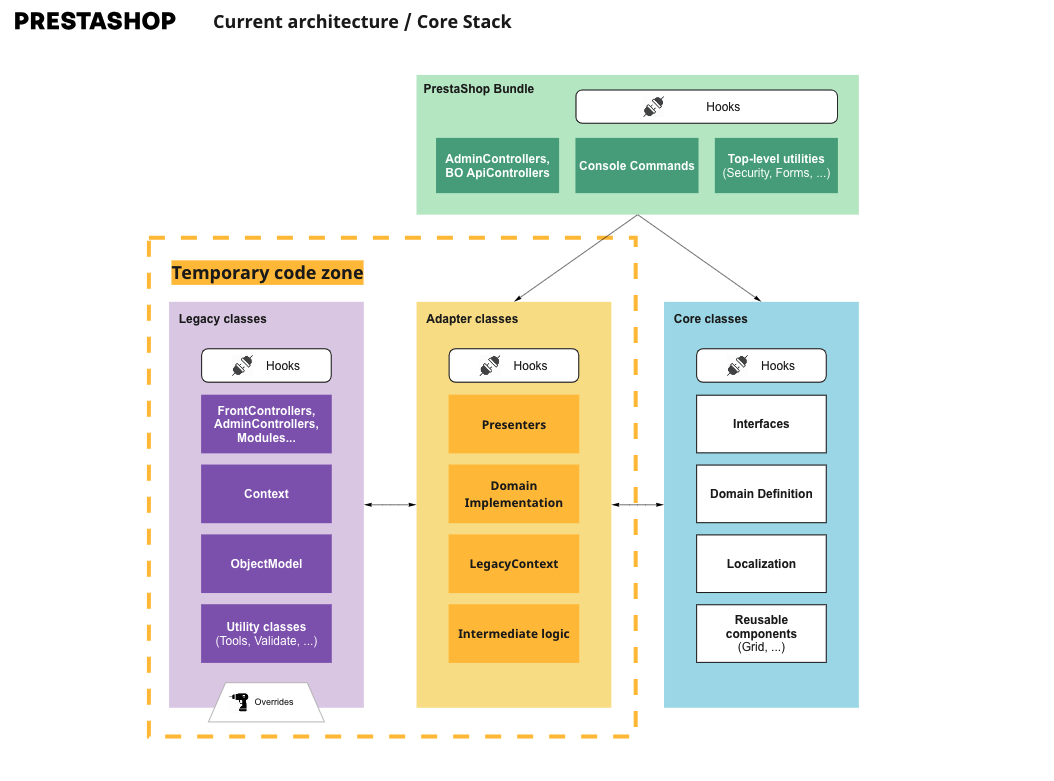 PRESTASHOP
Current architecture / Core Stack
PrestaShop Bundle
Hooks
AdminControllers,
BO ApiControllers
Console Commands
Top-level utilities
(Security, Forms, ...)
Temporary code zone
Legacy classes
Hooks
FrontControllers,
AdminControllers,
Modules...
Context
ObjectModel
Utility classes
(Tools, Validate, ...)
Overrides
Adapter classes
Hooks
Presenters
Domain
Implementation
LegacyContext
Intermediate logic
Core classes
Hooks
Interfaces
Domain Definition
Localization
Reusable
components
(Grid, ...)